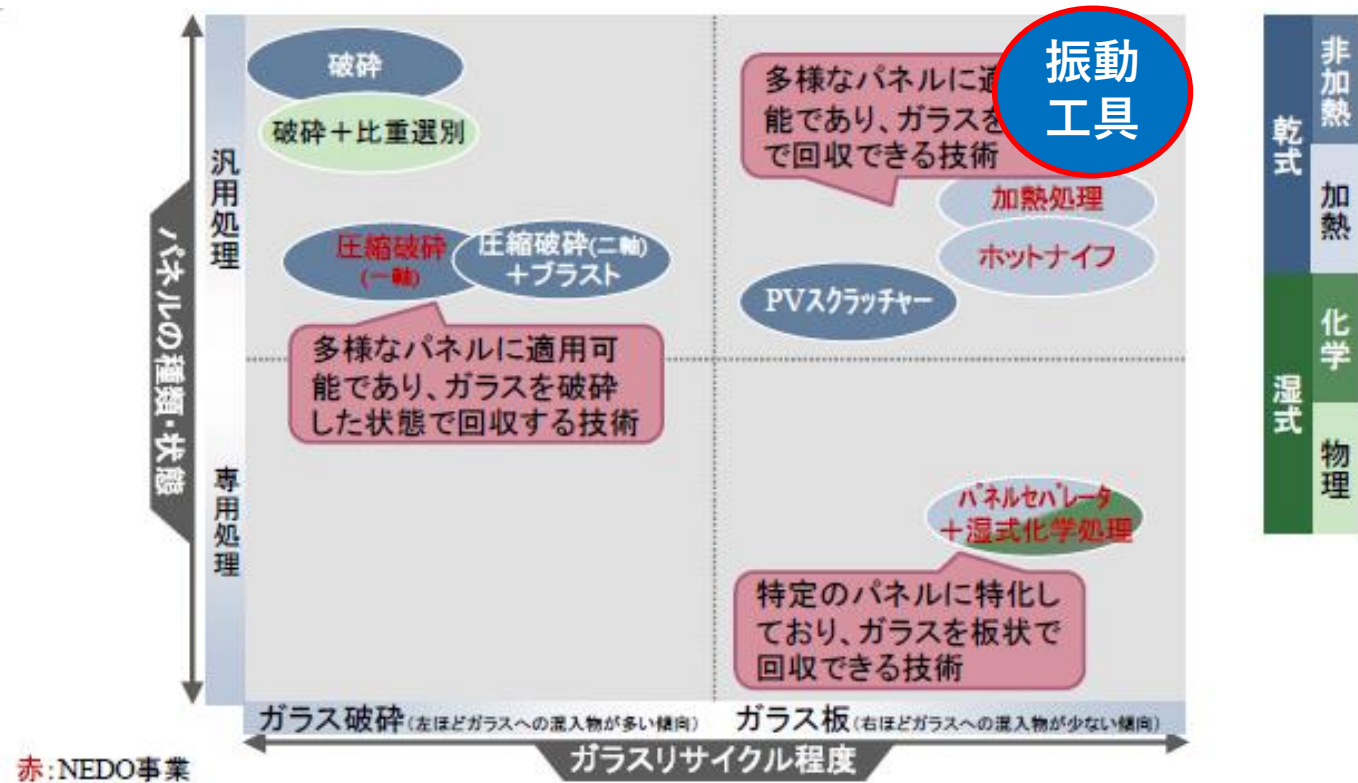 破砕
破砕＋比重選別
多様なパネルに適
能であり、ガラスを
で回収できる技術
振動
工具
加熱処理
ホットナイフ
圧縮破砕
(一軸)
圧縮破砕(二軸)
＋ブラスト
PVスクラッチャー
多様なパネルに適用可
能であり、ガラスを破砕
した状態で回収する技術
パネルセパレータ
＋湿式化学処理
特定のパネルに特化し
ており、ガラスを板状で
回収できる技術
汎用処理
専用処理
パネルの種類・状態
ガラス破砕(左ほどガラスへの混入物が多い傾向)
ガラス板(右ほどガラスへの混入物が少ない傾向)
ガラスリサイクル程度
赤:NEDO事業
乾式
非加熱
加熱
湿式
化学
物理